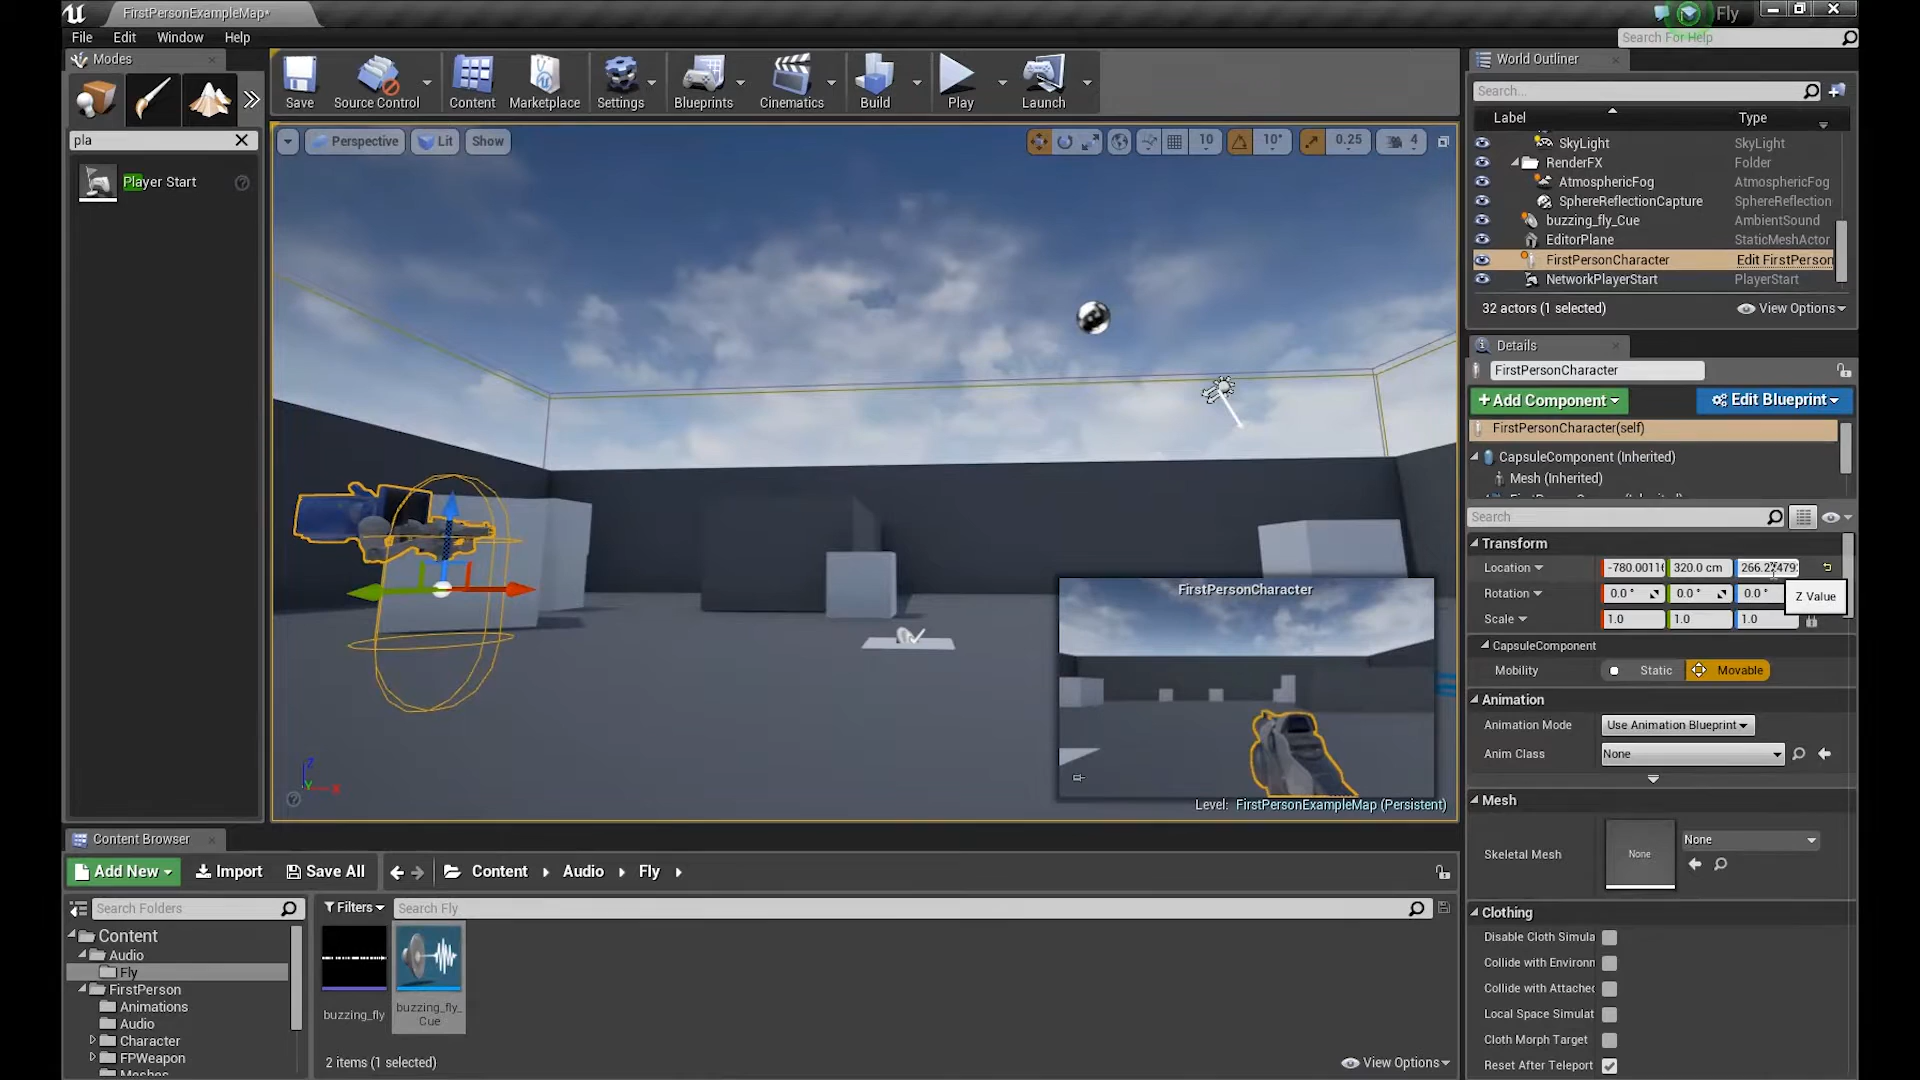 FirstPersonExampleMap*
Fly
File Edit Window Help
Search For Help
Modes
pla
Player Start
Save
Source Control
Content
Marketplace
Settings
Blueprints
Cinematics
Build
Play
Launch
Perspective
Lit
Show
10
10°
0.25
4
FirstPersonCharacter
Level: FirstPersonExampleMap (Persistent)
Z
Y
X
World Outliner
Search...
Label Type
SkyLight SkyLight
RenderFX Folder
AtmosphericFog AtmosphericFog
SphereReflectionCapture SphereReflection
buzzing_fly_Cue AmbientSound
EditorPlane StaticMeshActor
FirstPersonCharacter Edit FirstPerson
NetworkPlayerStart PlayerStart
32 actors (1 selected)
View Options
Details
FirstPersonCharacter
+Add Component
Edit Blueprint
FirstPersonCharacter(self)
CapsuleComponent (Inherited)
Mesh (Inherited)
Search
Transform
Location -780.0011 320.0 cm
Rotation 0.0° 0.0° 0.0°
Z Value
Scale 1.0 1.0 1.0
CapsuleComponent
Mobility Static Movable
Animation
Animation Mode Use Animation Blueprint
Anim Class None
Mesh
Skeletal Mesh None None
Clothing
Disable Cloth Simula
Collide with Environn
Collide with Attached
Local Space Simulat
Cloth Morph Target
Reset After Teleport
Content Browser
Add New
Import
Save All
Content
Audio
Fly
Search Folders
Filters
Search Fly
Content
Audio
Fly
FirstPerson
Animations
Audio
Character
FPWeapon
Meshes
buzzing_fly
buzzing_fly_
Cue
2 items (1 selected)
View Options